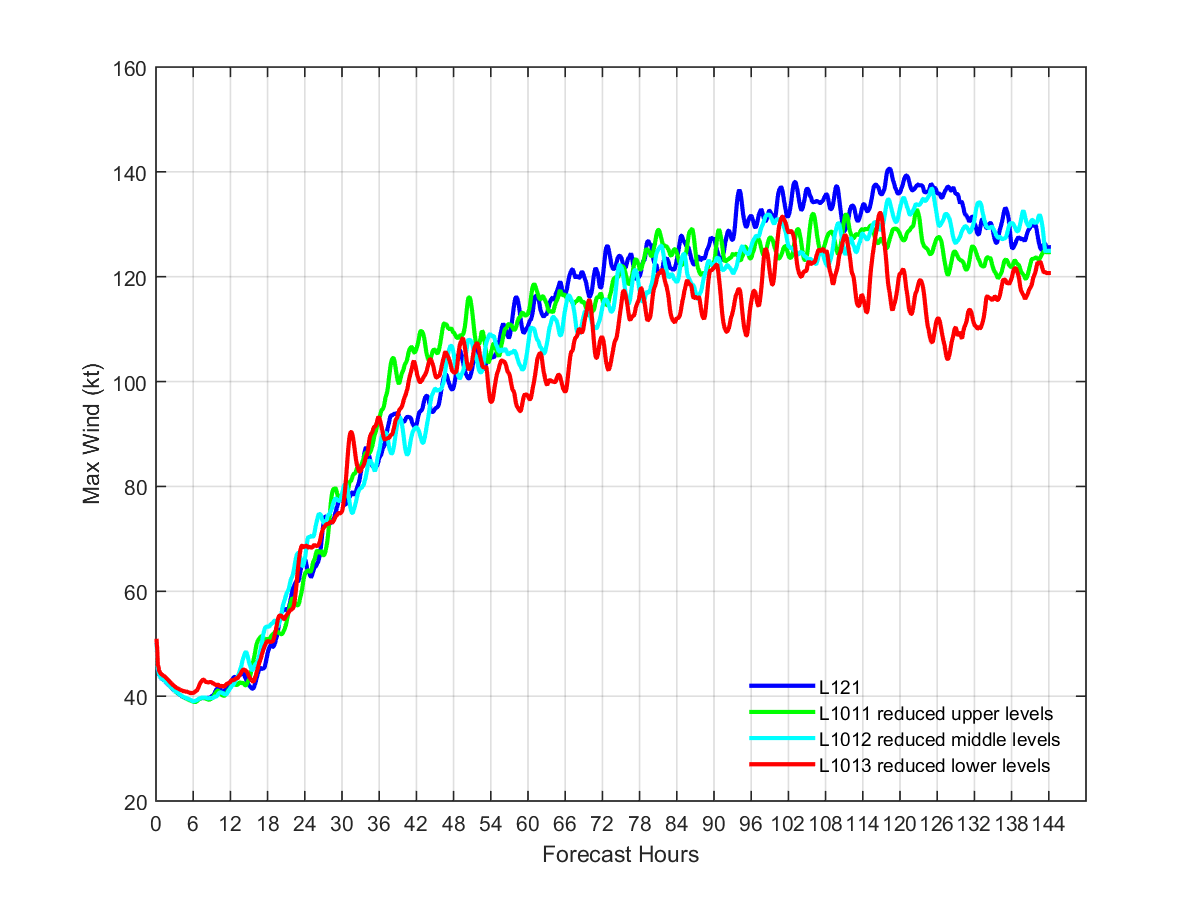 160
140
120
100
80
60
40
20
Max Wind (kt)
L121
L1011 reduced upper levels
L1012 reduced middle levels
L1013 reduced lower levels
0 6 12 18 24 30 36 42 48 54 60 66 72 78 84 90 96 102 108 114 120 126 132 138 144
Forecast Hours